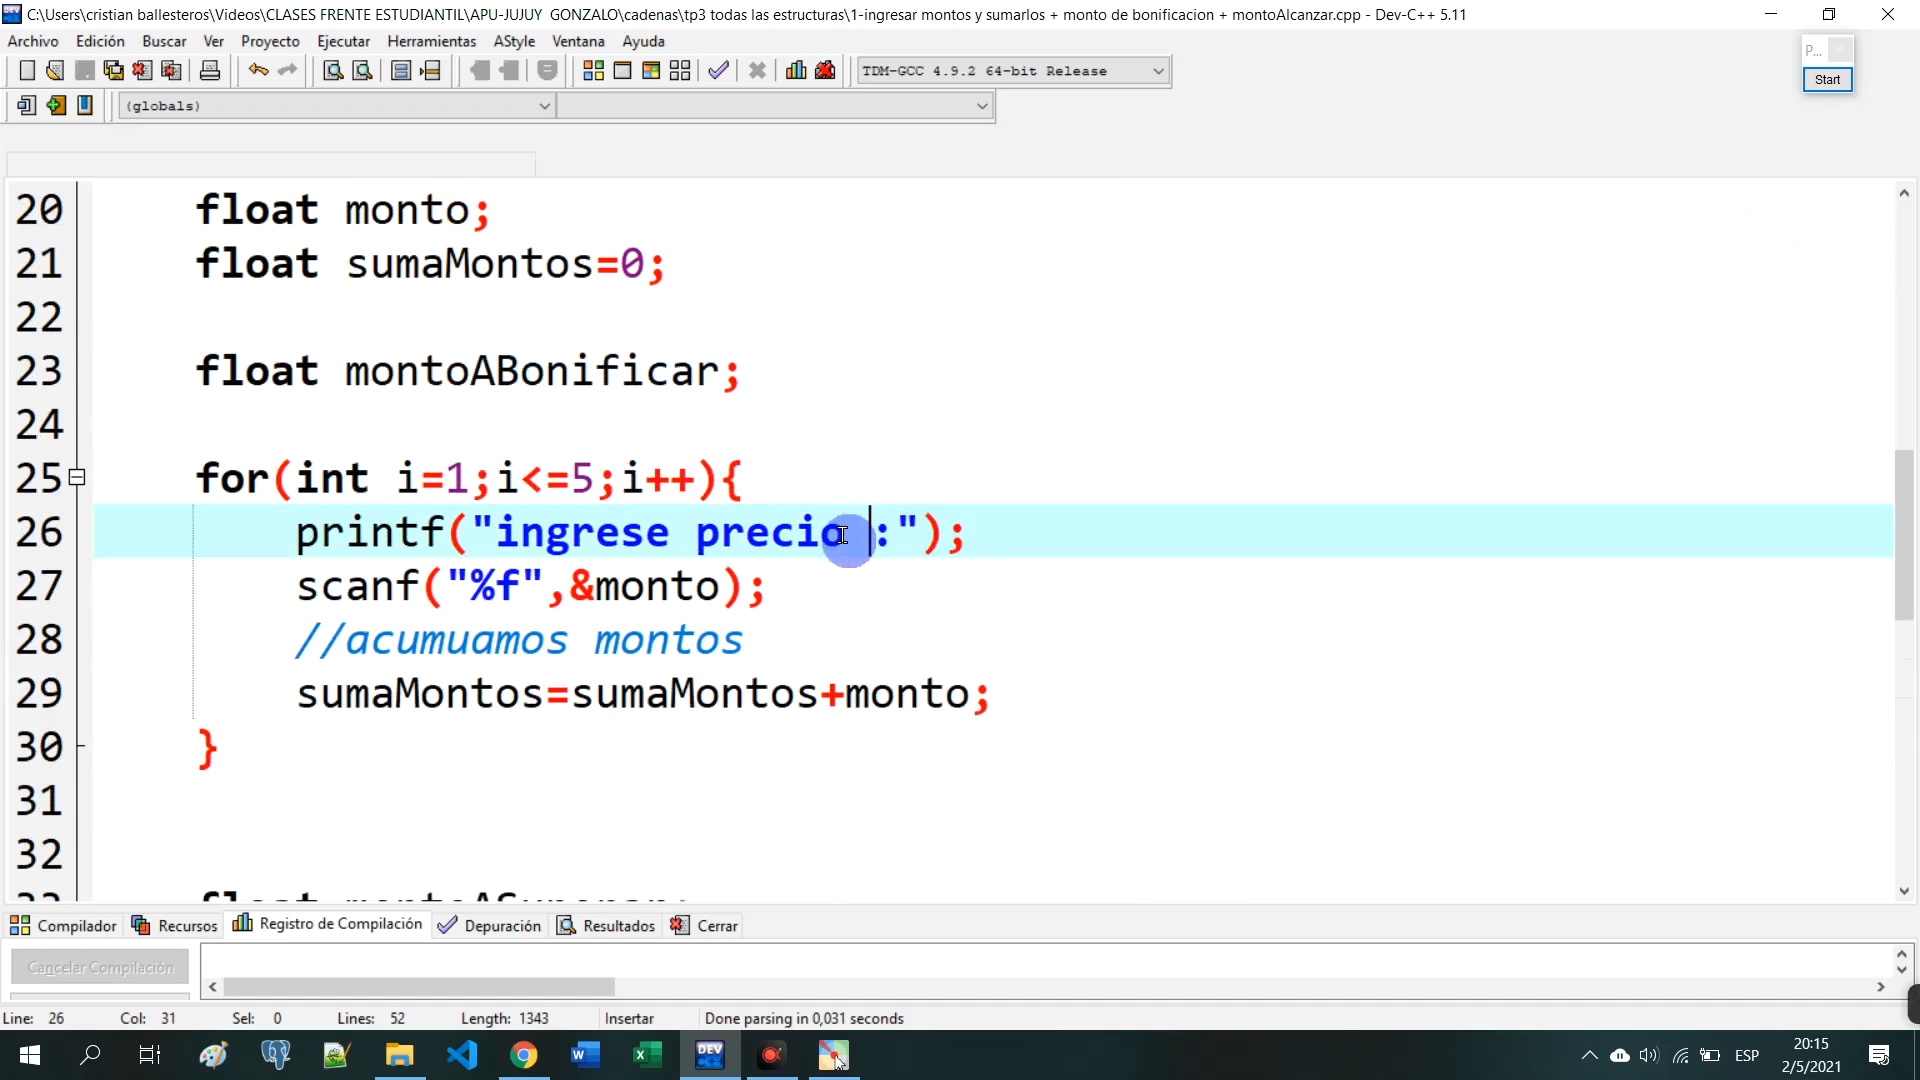 C:\Users\cristian ballesteros\Videos\CLASES FRENTE ESTUDIANTIL\APU-JUJUY  GONZALO\cadenas\tp3 todas las estructuras\1-ingresar montos y sumarlos + monto de bonificacion + montoAlcanzar.cpp - Dev-C++ 5.11
Archivo Edición Buscar Ver Proyecto Ejecutar Herramientas AStyle Ventana Ayuda
P...
Start
TDM-GCC 4.9.2 64-bit Release
(globals)
20 float monto;
21 float sumaMontos=0;
22
23 float montoABonificar;
24
25 for(int i=1;i<=5;i++){
26 printf("ingrese precio :");
27 scanf("%f",&monto);
28 //acumuamos montos
29 sumaMontos=sumaMontos+monto;
30 }
31
32
Compilador Recursos Registro de Compilación Depuración Resultados Cerrar
Cancelar Compilación
Line: 26 Col: 31 Sel: 0 Lines: 52 Length: 1343 Insertar Done parsing in 0,031 seconds
DEV C++
ESP
20:15
2/5/2021